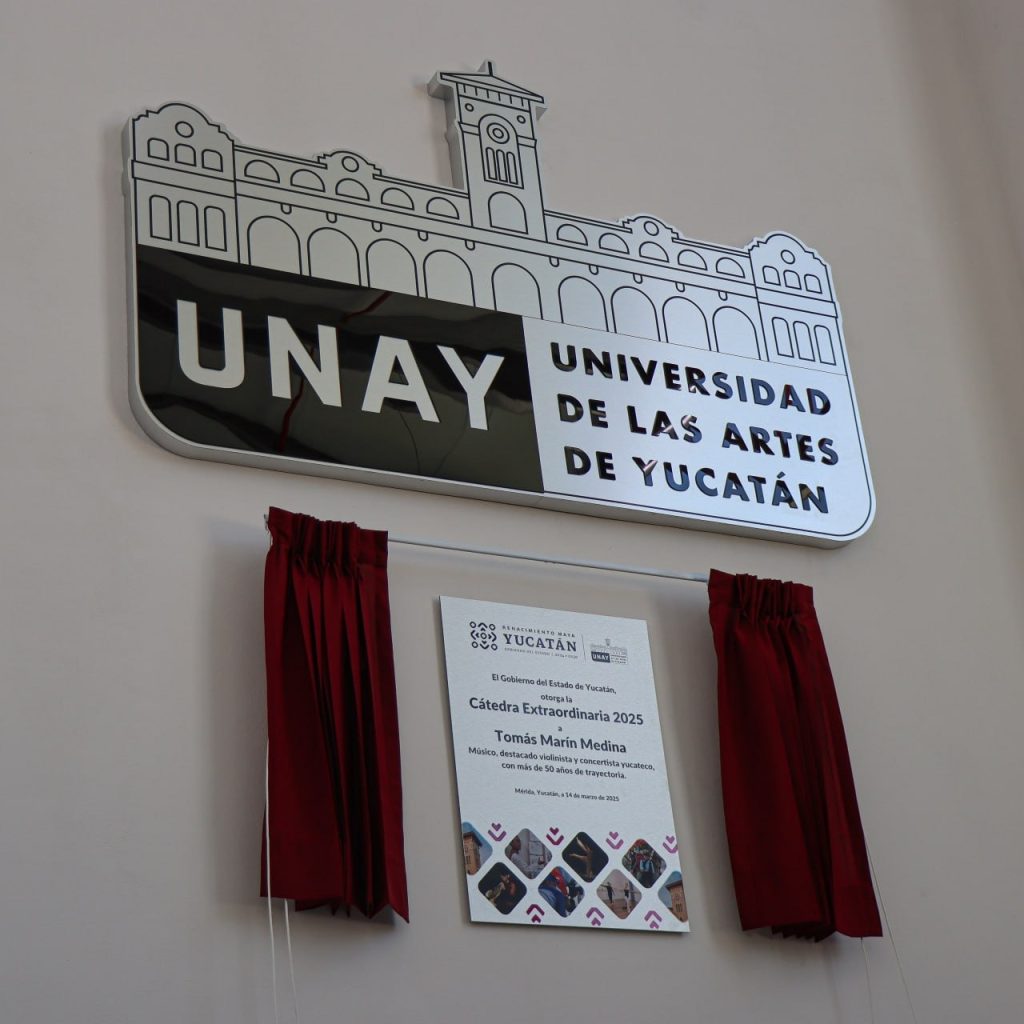 UNAY
UNIVERSIDAD
DE LAS ARTES
DE YUCATÁN
RENACIMIENTO MAYA
YUCATÁN
UNAY
El Gobierno del Estado de Yucatán,
otorga la
Cátedra Extraordinaria 2025
a
Tomás Marín Medina
Músico, destacado violinista y concertista yucateco,
con más de 50 años de trayectoria.
Mérida, Yucatán, a 14 de marzo de 2025